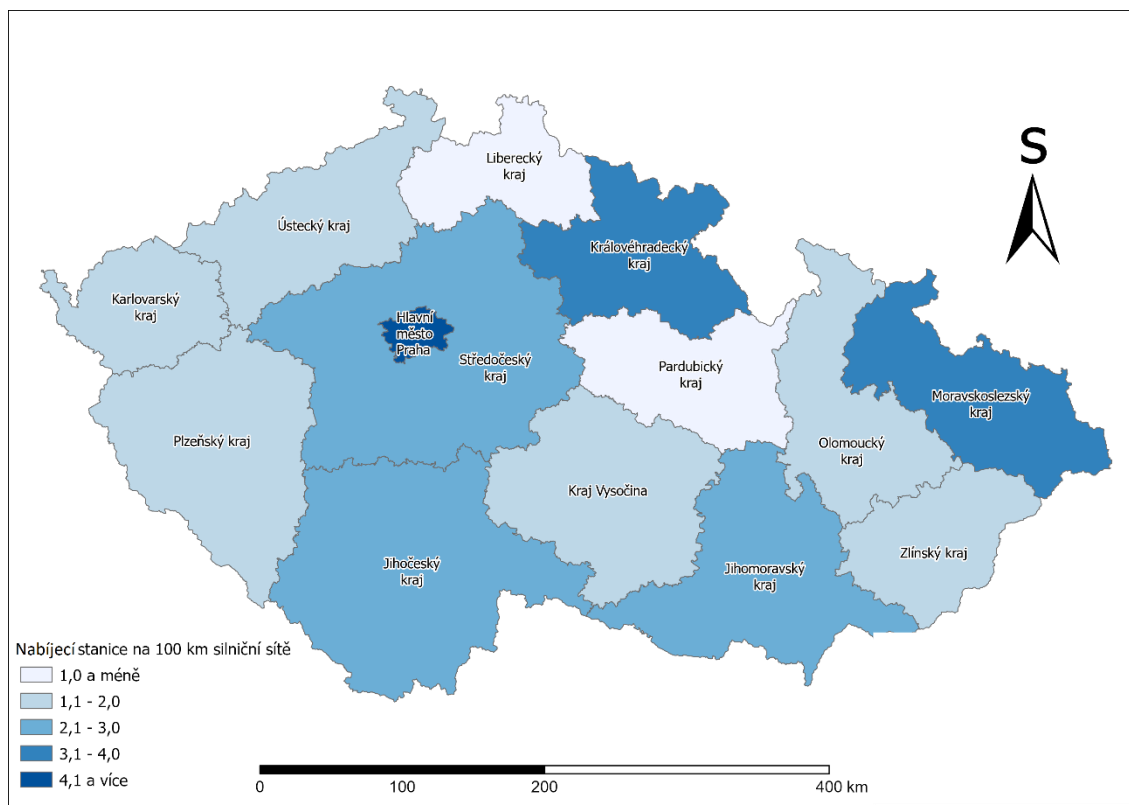 S
Liberecký
kraj
Ústecký kraj
Královéhradecký
kraj
Karlovarský
kraj
Hlavní
město
Praha
Středočeský
kraj
Pardubický
kraj
Moravskoslezský
kraj
Plzeňský kraj
Olomoucký
kraj
Kraj Vysočina
Zlínský kraj
Jihočeský
kraj
Jihomoravský
kraj
Nabíjecí stanice na 100 km silniční sítě
1,0 a méně
1,1 - 2,0
2,1 - 3,0
3,1 - 4,0
4,1 a více
0 100 200 400 km